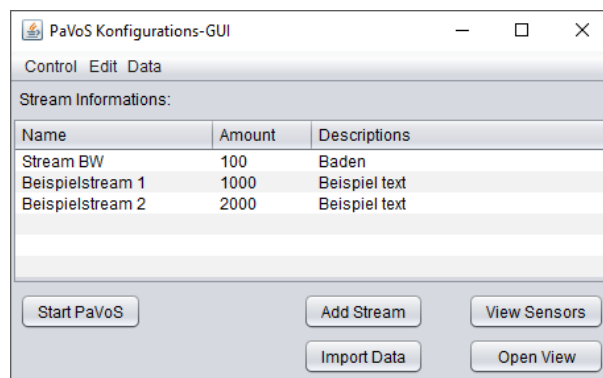 PaVoS Konfigurations-GUI
Control Edit Data
Stream Informations:
Name Amount Descriptions
Stream BW 100 Baden
Beispielstream 1 1000 Beispiel text
Beispielstream 2 2000 Beispiel text
Start PaVoS Add Stream View Sensors
Import Data Open View